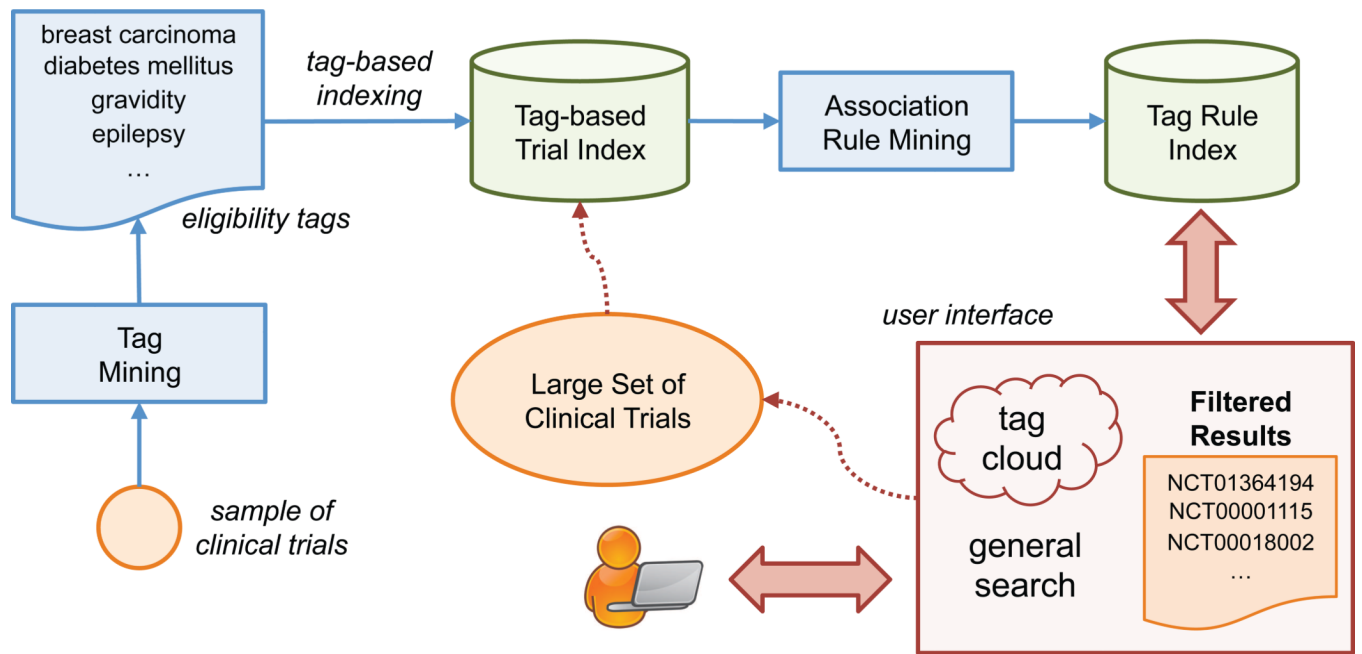 breast carcinoma
diabetes mellitus
gravidity
epilepsy
...
eligibility tags
tag-based
indexing
Tag-based
Trial Index
Association
Rule Mining
Tag Rule
Index
Tag
Mining
sample of
clinical trials
Large Set of
Clinical Trials
user interface
tag
cloud
general
search
Filtered
Results
NCT01364194
NCT00001115
NCT00018002
...